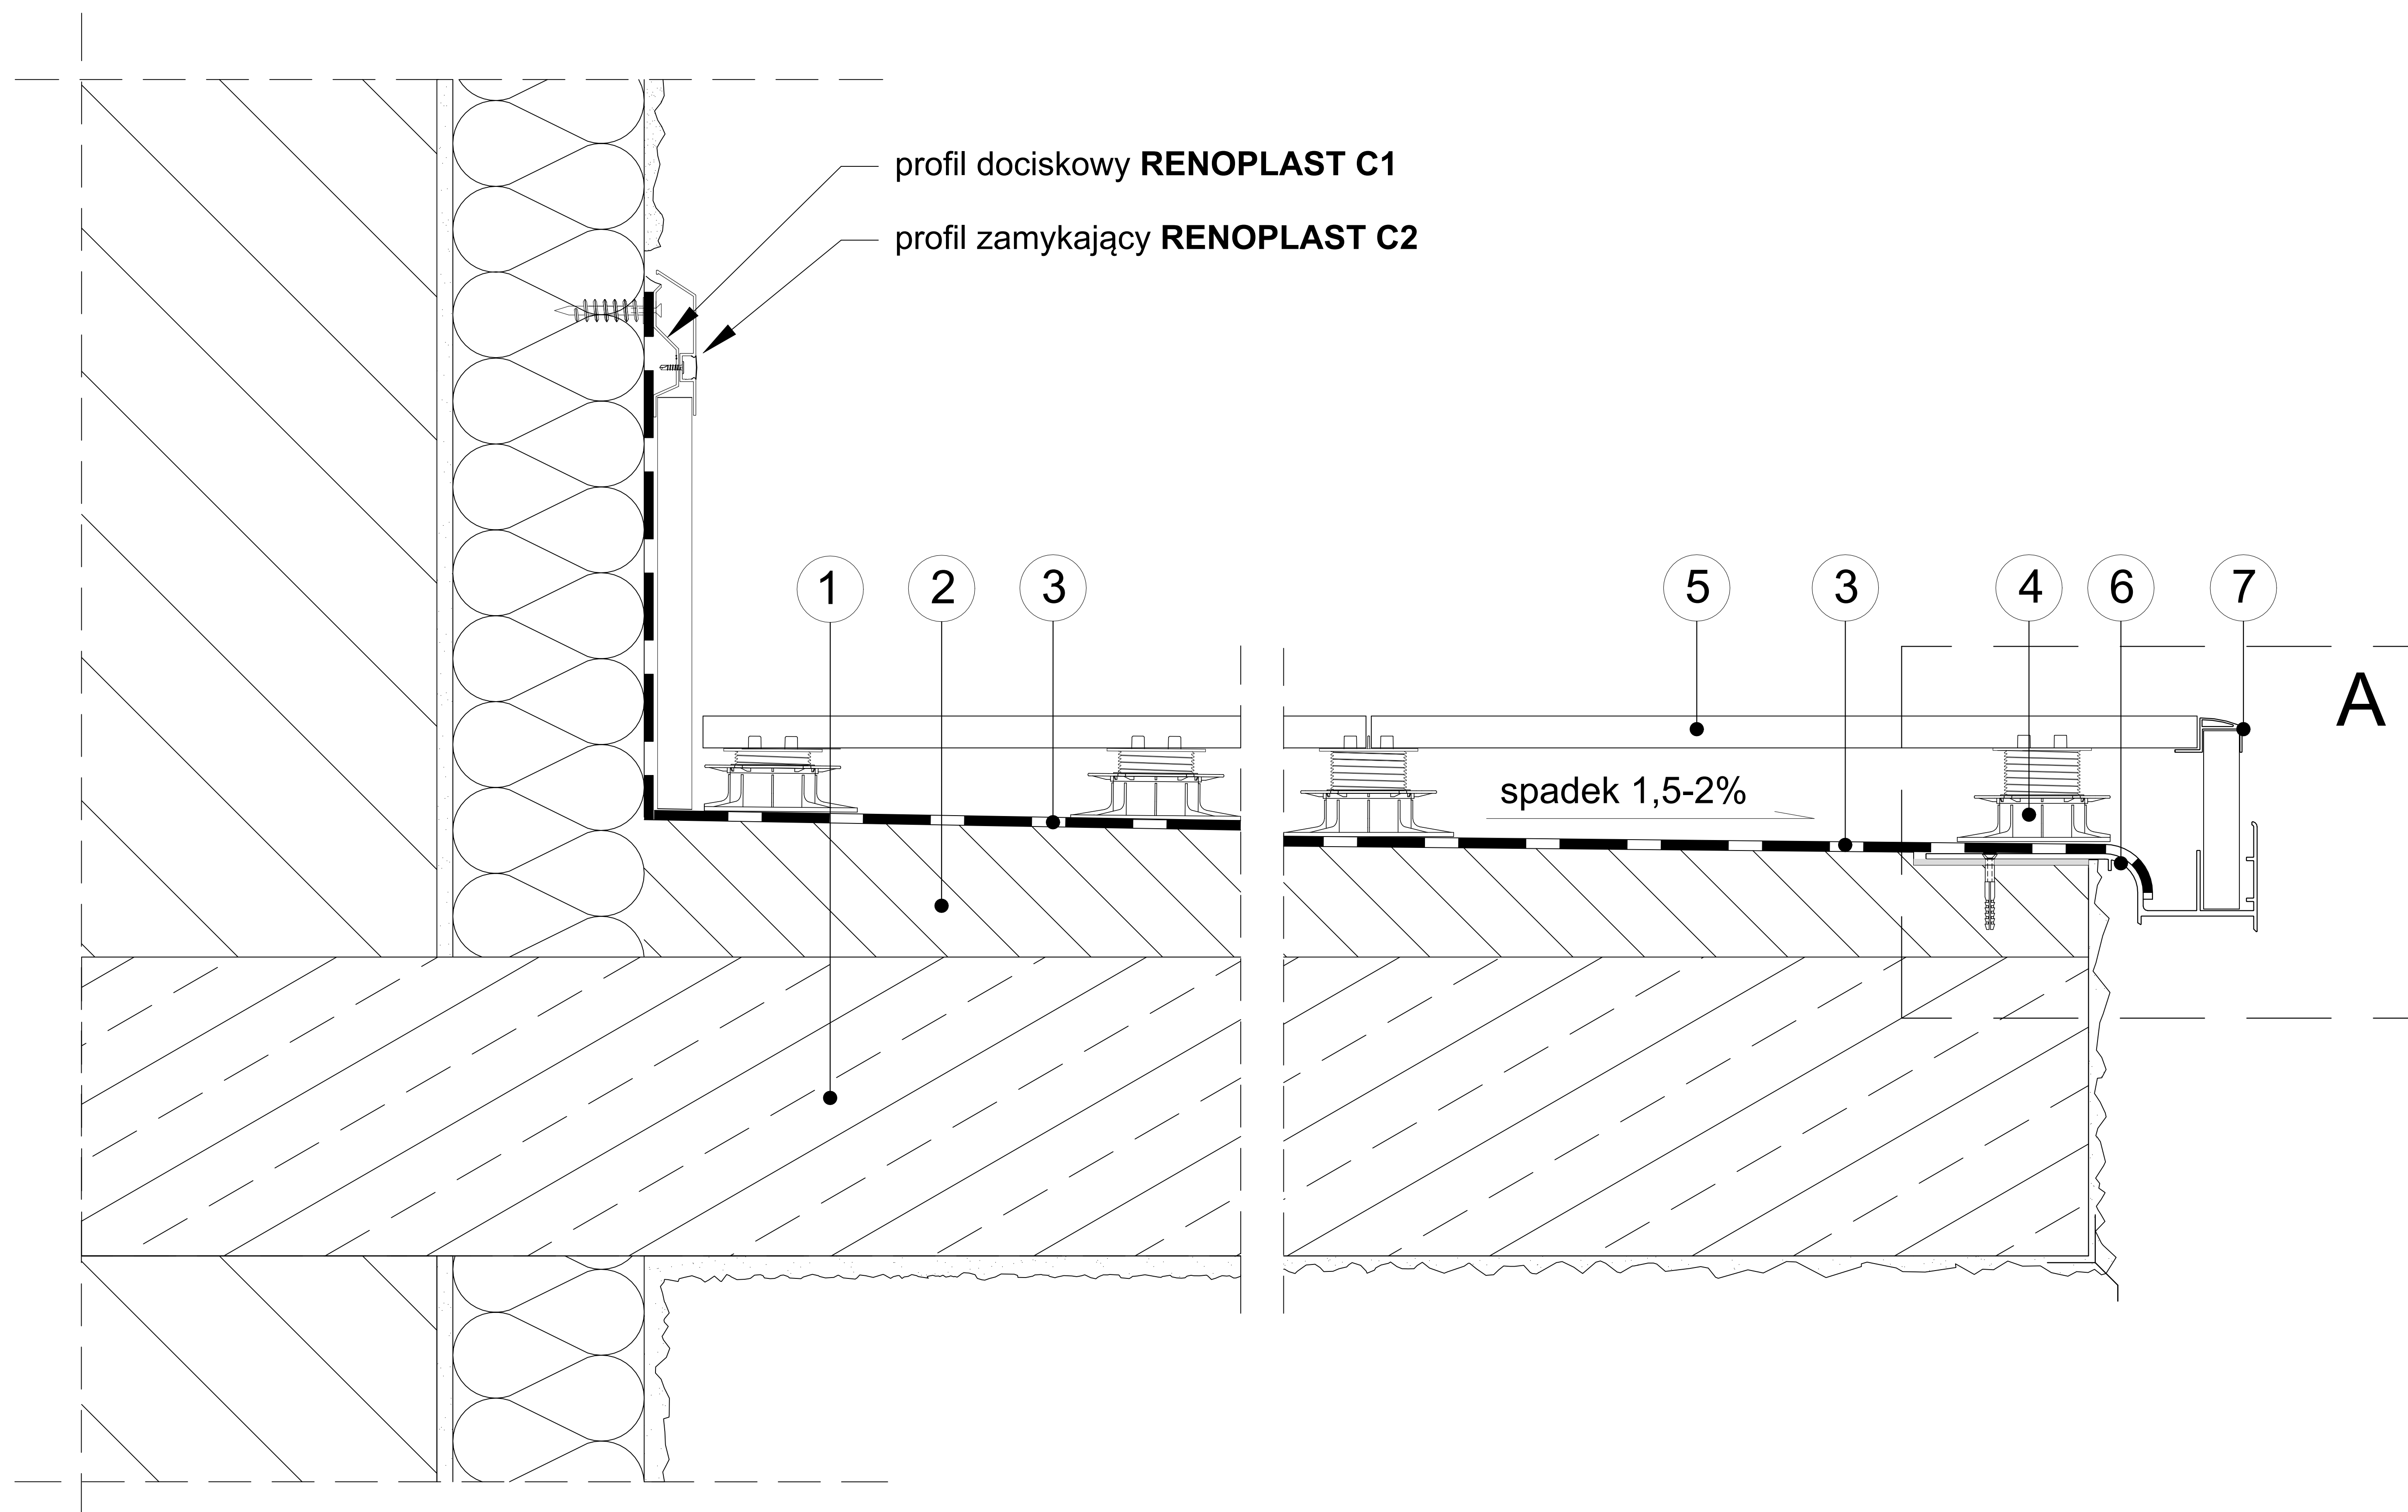 profil dociskowy RENOPLAST C1
profil zamykający RENOPLAST C2
1 2 3 5 3 4 6 7
A
spadek 1,5-2%